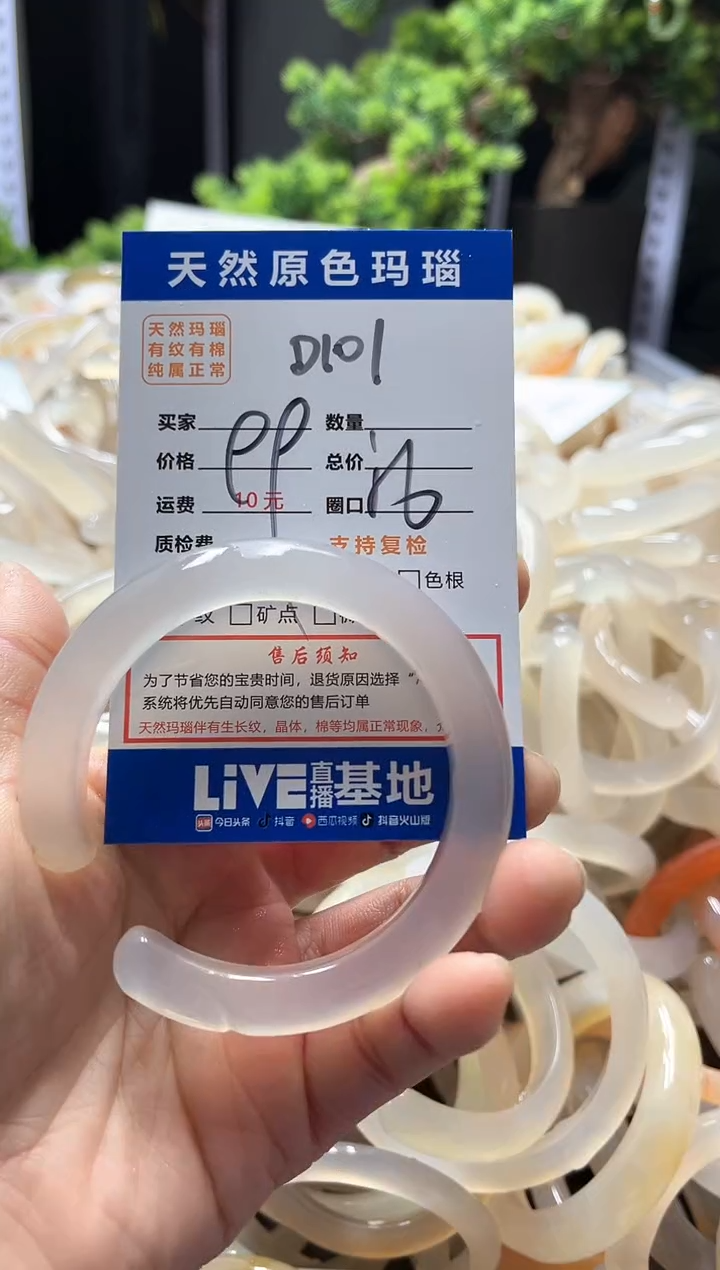 天然原色玛瑙
天然玛瑙
有纹有棉
纯属正常
D101
买家 数量
价格 99 总价
运费 10元 圈口
质检费 支持复检
色根
纹 矿点
售后须知
为了节省您的宝贵时间，退货原因选择“
系统将优先自动同意您的售后订单
天然玛瑙伴有生长纹，晶体，棉等均属正常现象，
LiVE直播基地
头条 今日头条 抖音 西瓜视频 抖音火山版